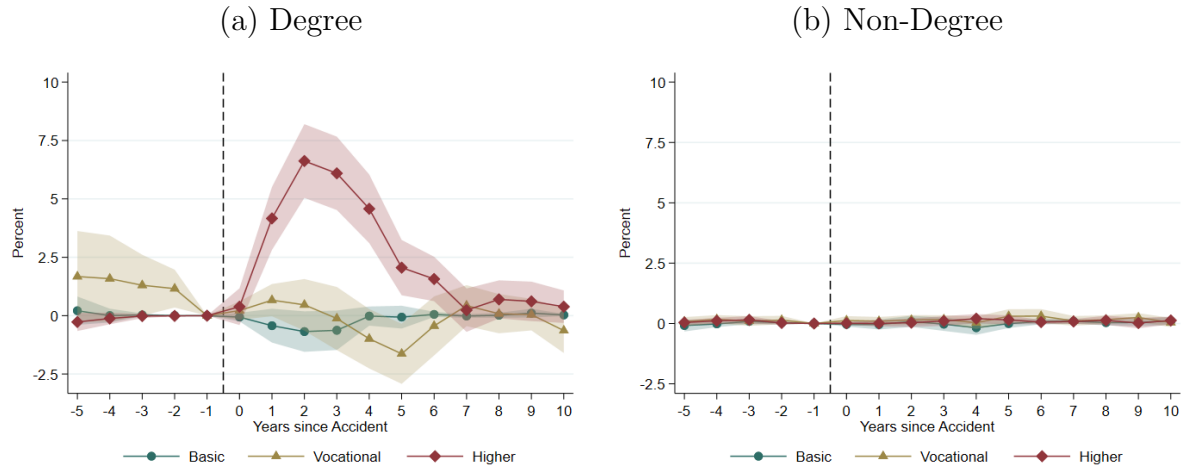 (a) Degree
10
7.5
5
2.5
0
-2.5
Percent
-5 -4 -3 -2 -1 0 1 2 3 4 5 6 7 8 9 10
Years since Accident
Basic Vocational Higher
(b) Non-Degree
10
7.5
5
2.5
0
-2.5
Percent
-5 -4 -3 -2 -1 0 1 2 3 4 5 6 7 8 9 10
Years since Accident
Basic Vocational Higher